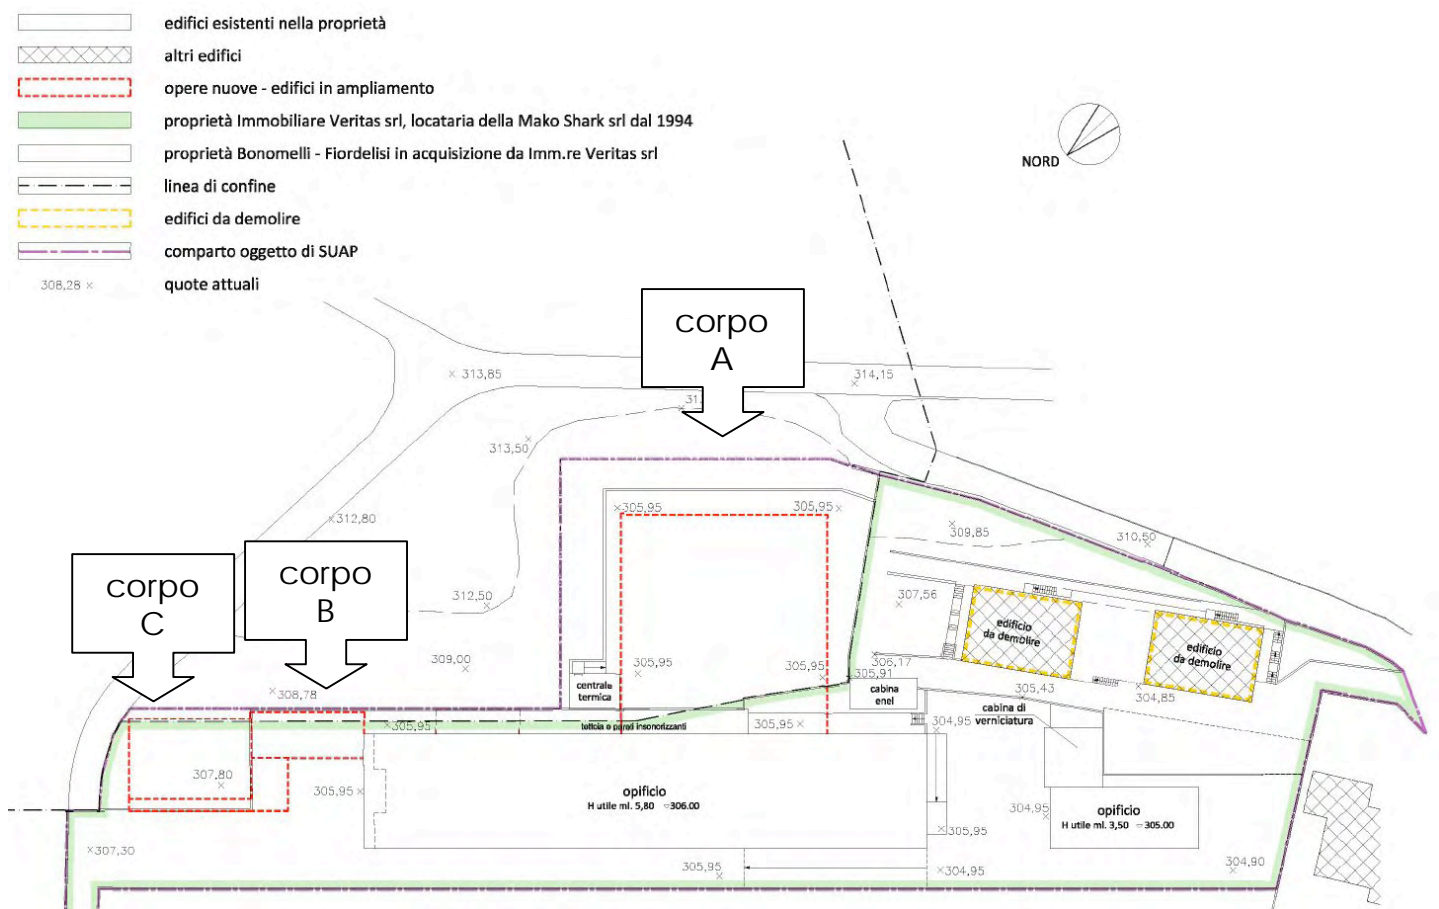 edifici esistenti nella proprietà
altri edifici
opere nuove - edifici in ampliamento
proprietà Immobiliare Veritas srl, locataria della Mako Shark srl dal 1994
proprietà Bonomelli - Fiordelisi in acquisizione da Imm.re Veritas srl
linea di confine
edifici da demolire
comparto oggetto di SUAP
308,28 × quote attuali
NORD
corpo
A
313,85
314,15
313,50
312,80
305,95
305,95
309,85
310,50
corpo
C
corpo
B
312,50
307,56
edificio
da demolire
edificio
da demolire
309,00
305,95
305,95
306,17
305,91
308,78
centrale
termica
cabina
enel
305,43
304,85
305,95
tettoia e pareti insonorizzanti
305,95
304,95
cabina di
verniciatura
307,80
305,95
opificio
H utile ml. 5,80 306.00
304,95
opificio
H utile ml. 3,50 305.00
305,95
307,30
305,95
304,95
304,90